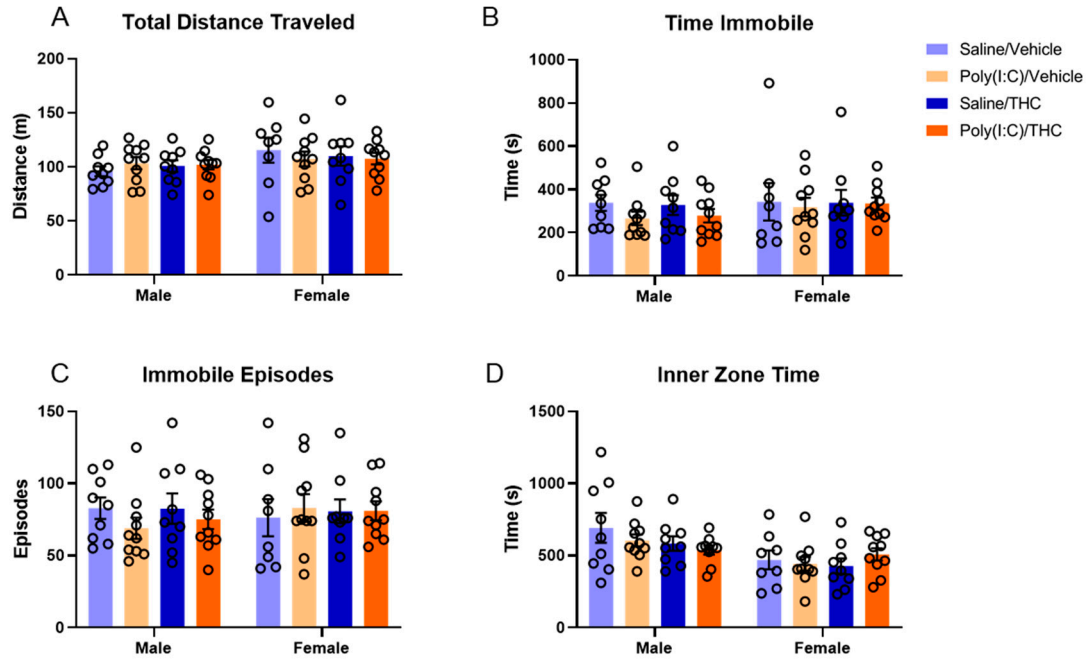 A
Total Distance Traveled
Distance (m)
200
150
100
50
0
Male
Female
B
Time Immobile
Time (s)
1000
800
600
400
200
0
Male
Female
Saline/Vehicle
Poly(I:C)/Vehicle
Saline/THC
Poly(I:C)/THC
C
Immobile Episodes
Episodes
150
100
50
0
Male
Female
D
Inner Zone Time
Time (s)
1500
1000
500
0
Male
Female